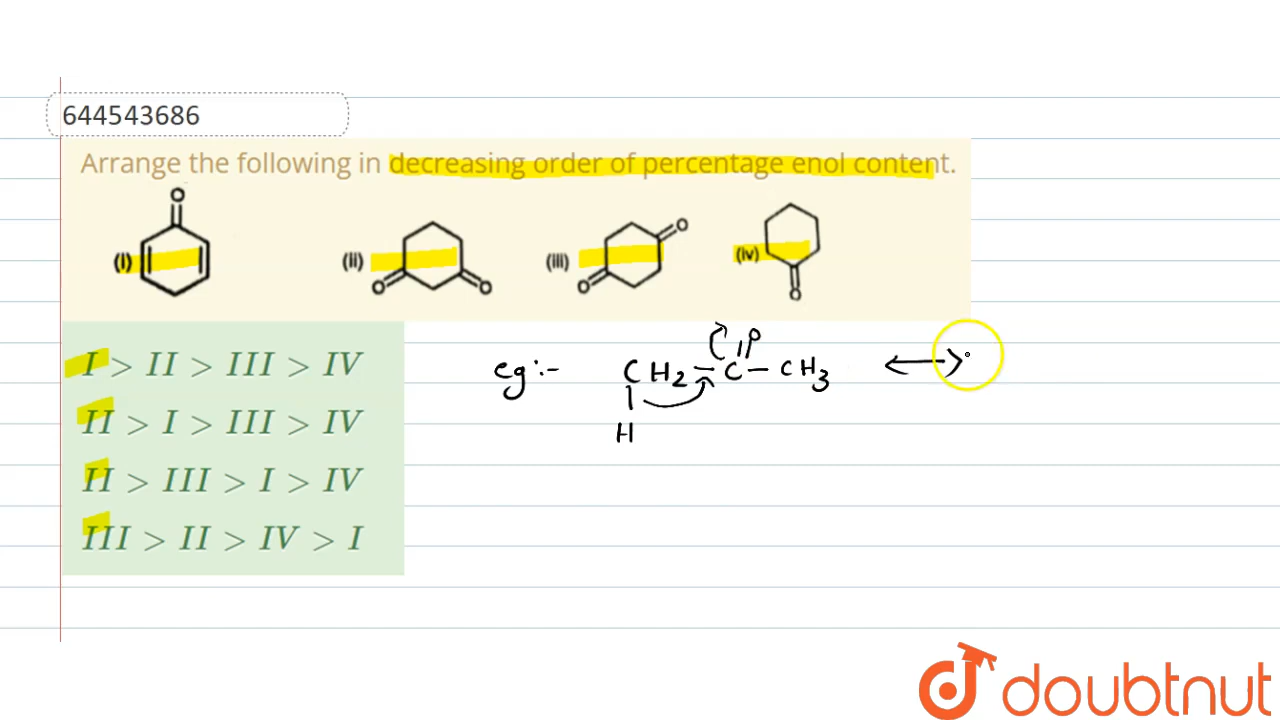 644543686
Arrange the following in decreasing order of percentage enol content.
O
(i) (ii) O O (iii) O O (iv) O
I > II > III > IV
II > I > III > IV
II > III > I > IV
III > II > IV > I
eg:- CH2 - C - CH3
O
H
doubtnut